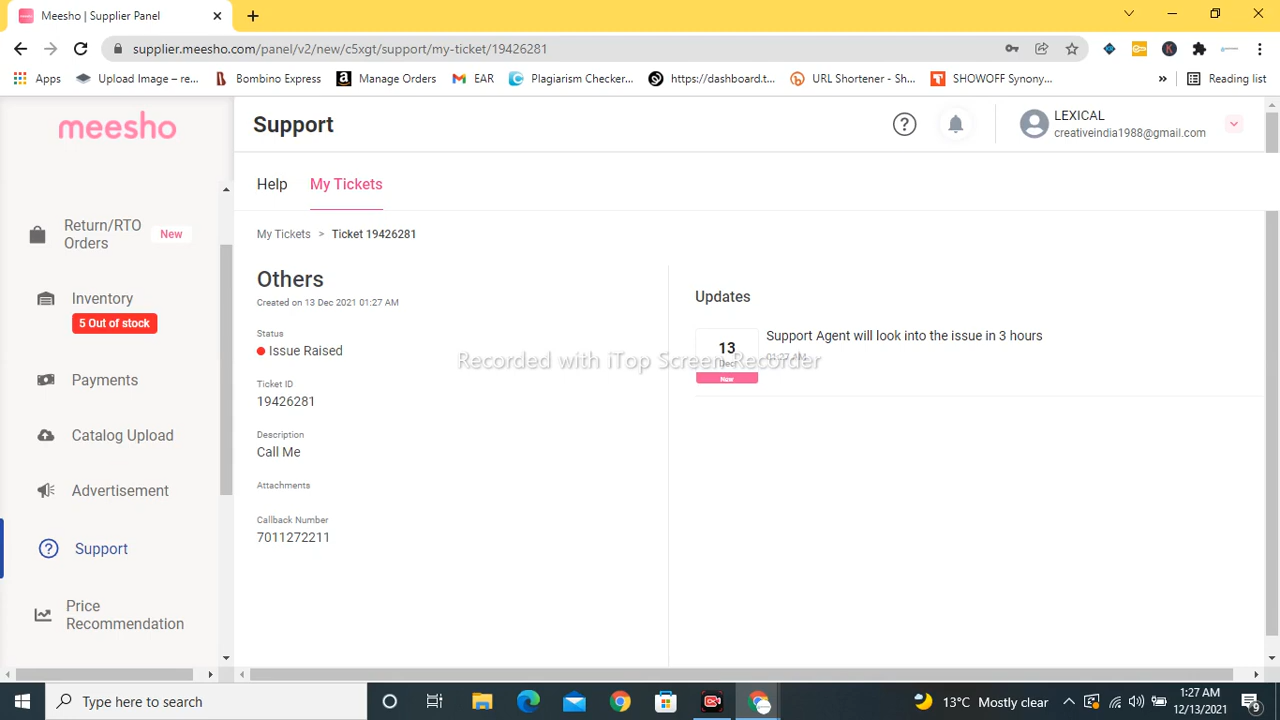 Meesho | Supplier Panel
supplier.meesho.com/panel/v2/new/c5xgt/support/my-ticket/19426281
Apps
Upload Image – re...
Bombino Express
Manage Orders
EAR
Plagiarism Checker...
https://dashboard.t...
URL Shortener - Sh...
SHOWOFF Synony...
»
Reading list
meesho
Support
LEXICAL
creativeindia1988@gmail.com
Help
My Tickets
Return/RTO
Orders
New
My Tickets > Ticket 19426281
Inventory
5 Out of stock
Payments
Catalog Upload
Advertisement
Support
Price
Recommendation
Others
Created on 13 Dec 2021 01:27 AM
Status
Issue Raised
Ticket ID
19426281
Description
Call Me
Attachments
Callback Number
7011272211
Updates
13
Dec
New
Support Agent will look into the issue in 3 hours
01:27 AM
Recorded with iTop Screen Recorder
Type here to search
13°C Mostly clear
1:27 AM
12/13/2021
9